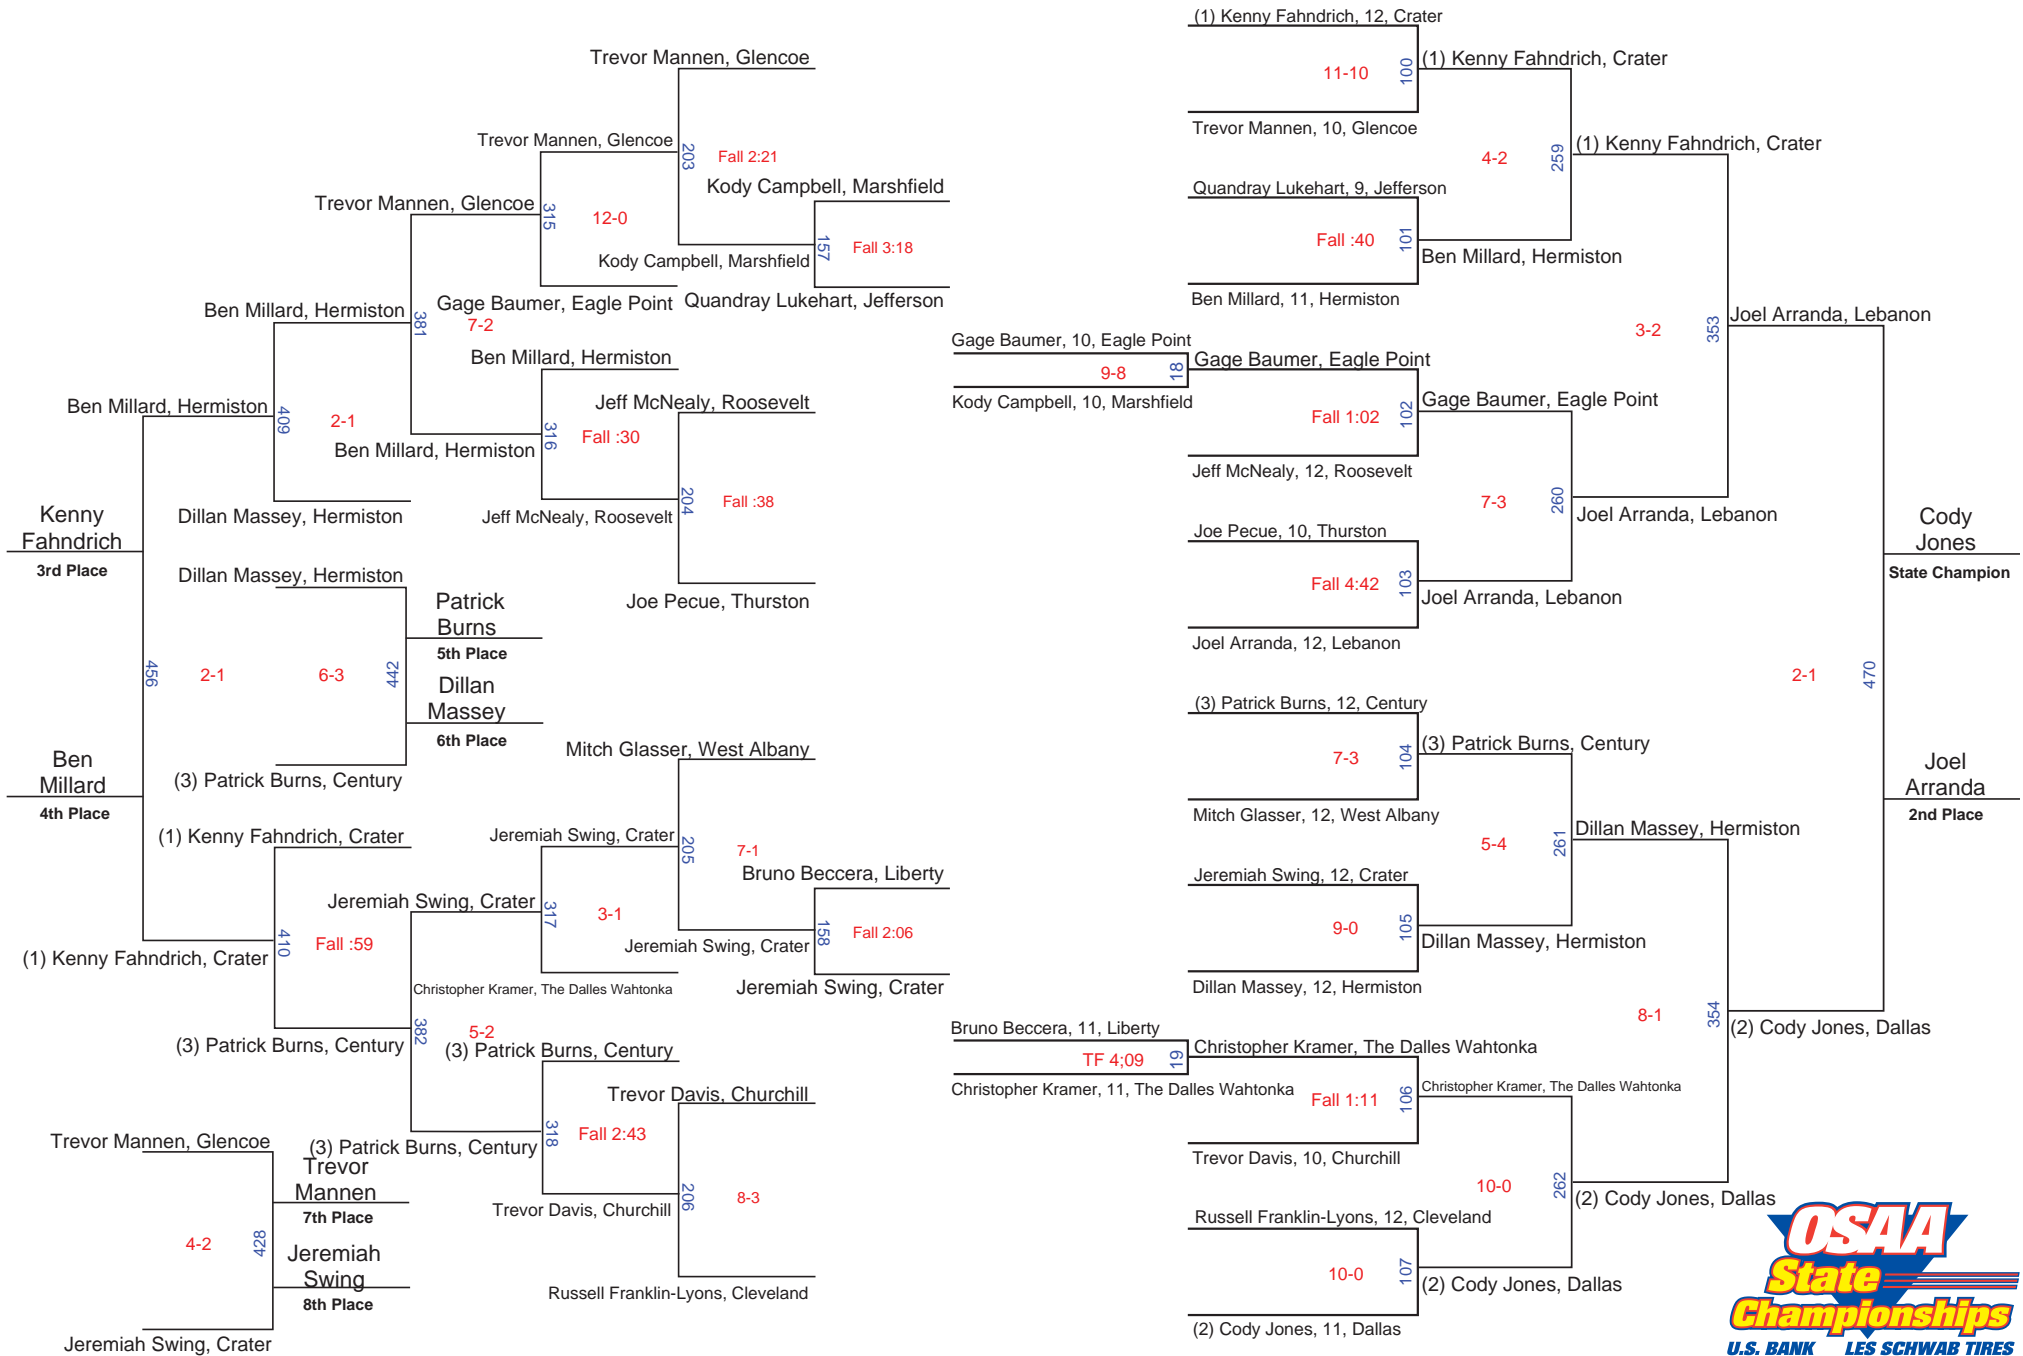 (1) Kenny Fahndrich, 12, Crater
11-10
100
Trevor Mannen, 10, Glencoe
(1) Kenny Fahndrich, Crater
4-2
259
Quandray Lukehart, 9, Jefferson
Fall :40
101
Ben Millard, 11, Hermiston
Ben Millard, Hermiston
(1) Kenny Fahndrich, Crater
3-2
353
Gage Baumer, 10, Eagle Point
9-8
18
Kody Campbell, 10, Marshfield
Gage Baumer, Eagle Point
Fall 1:02
102
Jeff McNealy, 12, Roosevelt
Gage Baumer, Eagle Point
7-3
260
Joe Pecue, 10, Thurston
Fall 4:42
103
Joel Arranda, 12, Lebanon
Joel Arranda, Lebanon
Joel Arranda, Lebanon
Joel Arranda, Lebanon
2-1
470
(3) Patrick Burns, 12, Century
7-3
104
Mitch Glasser, 12, West Albany
(3) Patrick Burns, Century
5-4
261
Jeremiah Swing, 12, Crater
9-0
105
Dillan Massey, 12, Hermiston
Dillan Massey, Hermiston
Dillan Massey, Hermiston
8-1
354
Bruno Beccera, 11, Liberty
TF 4;09
19
Christopher Kramer, 11, The Dalles Wahtonka
Christopher Kramer, The Dalles Wahtonka
Fall 1:11
106
Trevor Davis, 10, Churchill
Christopher Kramer, The Dalles Wahtonka
10-0
262
Russell Franklin-Lyons, 12, Cleveland
10-0
107
(2) Cody Jones, 11, Dallas
(2) Cody Jones, Dallas
(2) Cody Jones, Dallas
(2) Cody Jones, Dallas
Cody
Jones
State Champion
Joel
Arranda
2nd Place
Trevor Mannen, Glencoe
203
Fall 2:21
Kody Campbell, Marshfield
157
Fall 3:18
Quandray Lukehart, Jefferson
Kody Campbell, Marshfield
Trevor Mannen, Glencoe
315
12-0
Gage Baumer, Eagle Point
Trevor Mannen, Glencoe
381
7-2
Ben Millard, Hermiston
316
Fall :30
Jeff McNealy, Roosevelt
204
Fall :38
Joe Pecue, Thurston
Jeff McNealy, Roosevelt
Ben Millard, Hermiston
Ben Millard, Hermiston
409
2-1
Dillan Massey, Hermiston
Ben Millard, Hermiston
Kenny
Fahndrich
3rd Place
456
2-1
Ben
Millard
4th Place
Dillan Massey, Hermiston
6-3
442
(3) Patrick Burns, Century
Patrick
Burns
5th Place
Dillan
Massey
6th Place
Mitch Glasser, West Albany
205
7-1
Bruno Beccera, Liberty
158
Fall 2:06
Jeremiah Swing, Crater
Jeremiah Swing, Crater
Jeremiah Swing, Crater
317
3-1
Christopher Kramer, The Dalles Wahtonka
Jeremiah Swing, Crater
382
5-2
(3) Patrick Burns, Century
318
Fall 2:43
Trevor Davis, Churchill
206
8-3
Russell Franklin-Lyons, Cleveland
Trevor Davis, Churchill
(3) Patrick Burns, Century
(1) Kenny Fahndrich, Crater
410
Fall :59
(3) Patrick Burns, Century
(1) Kenny Fahndrich, Crater
Trevor Mannen, Glencoe
4-2
428
Jeremiah Swing, Crater
Trevor
Mannen
7th Place
Jeremiah
Swing
8th Place
OSAA
State
Championships
U.S. BANK LES SCHWAB TIRES